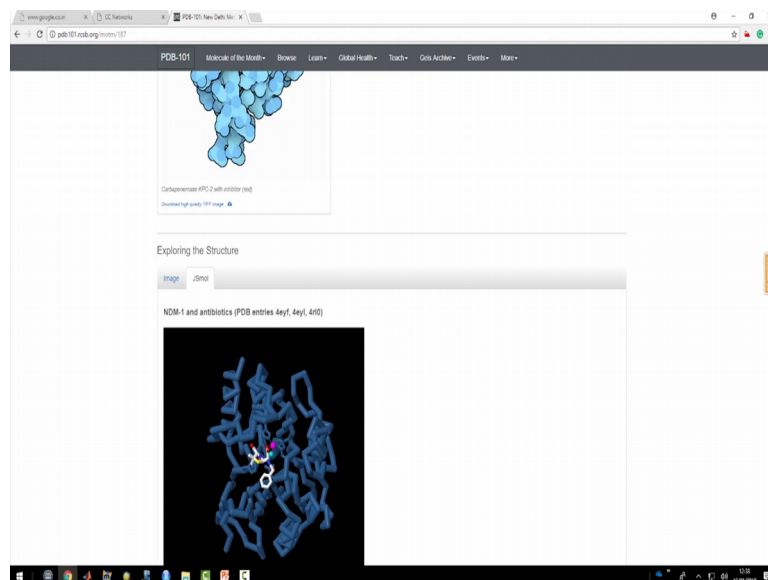 www.google.co.in
CC Networks
PDB-101: New Delhi Met
pdb101.rcsb.org/motm/187
PDB-101 Molecule of the Month Browse Learn Global Health Teach Geis Archive Events More
Carbapenemase KPC-2 with inhibitor (red)
Download high quality TIFF image
Exploring the Structure
Image JSmol
NDM-1 and antibiotics (PDB entries 4eyf, 4eyl, 4rl0)
12:38